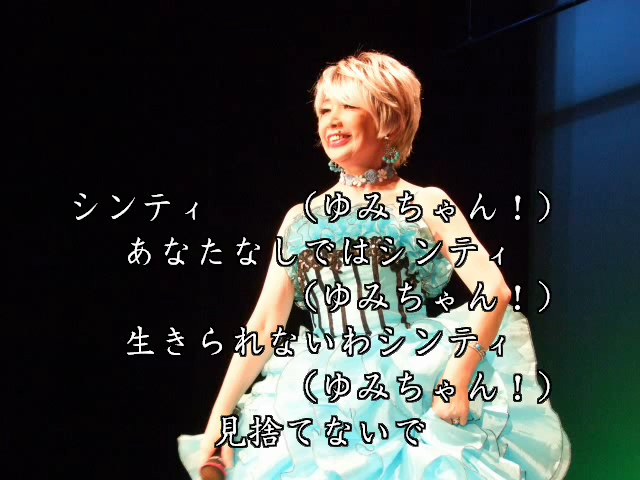 シンティ　　　（ゆみちゃん！）
あなたなしではシンティ
（ゆみちゃん！）
生きられないわシンティ
（ゆみちゃん！）
見捨てないで